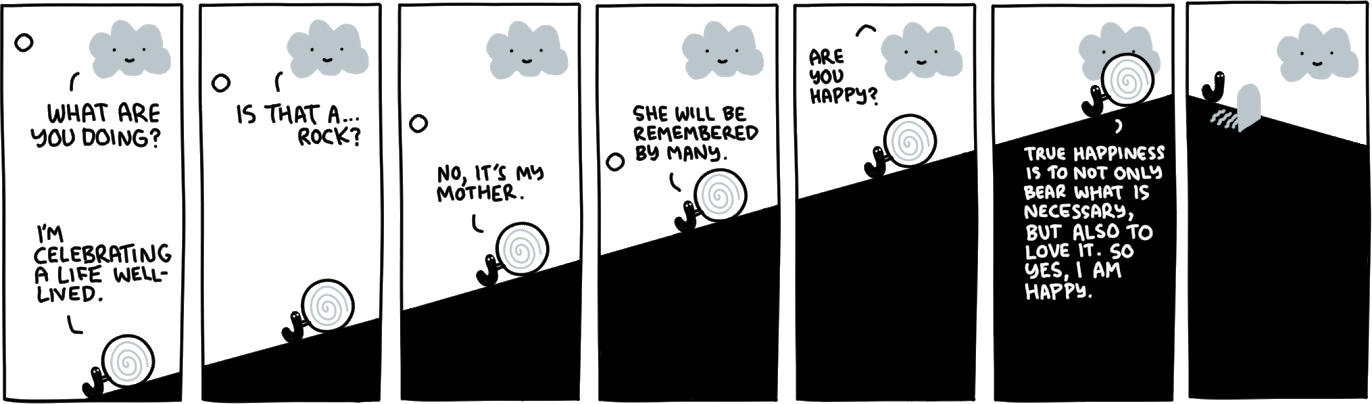 WHAT ARE
YOU DOING?
I'M
CELEBRATING
A LIFE WELL-
LIVED.
IS THAT A...
ROCK?
NO, IT'S MY
MOTHER.
SHE WILL BE
REMEMBERED
BY MANY.
ARE
YOU
HAPPY?
TRUE HAPPINESS
IS TO NOT ONLY
BEAR WHAT IS
NECESSARY,
BUT ALSO TO
LOVE IT. SO
YES, I AM
HAPPY.